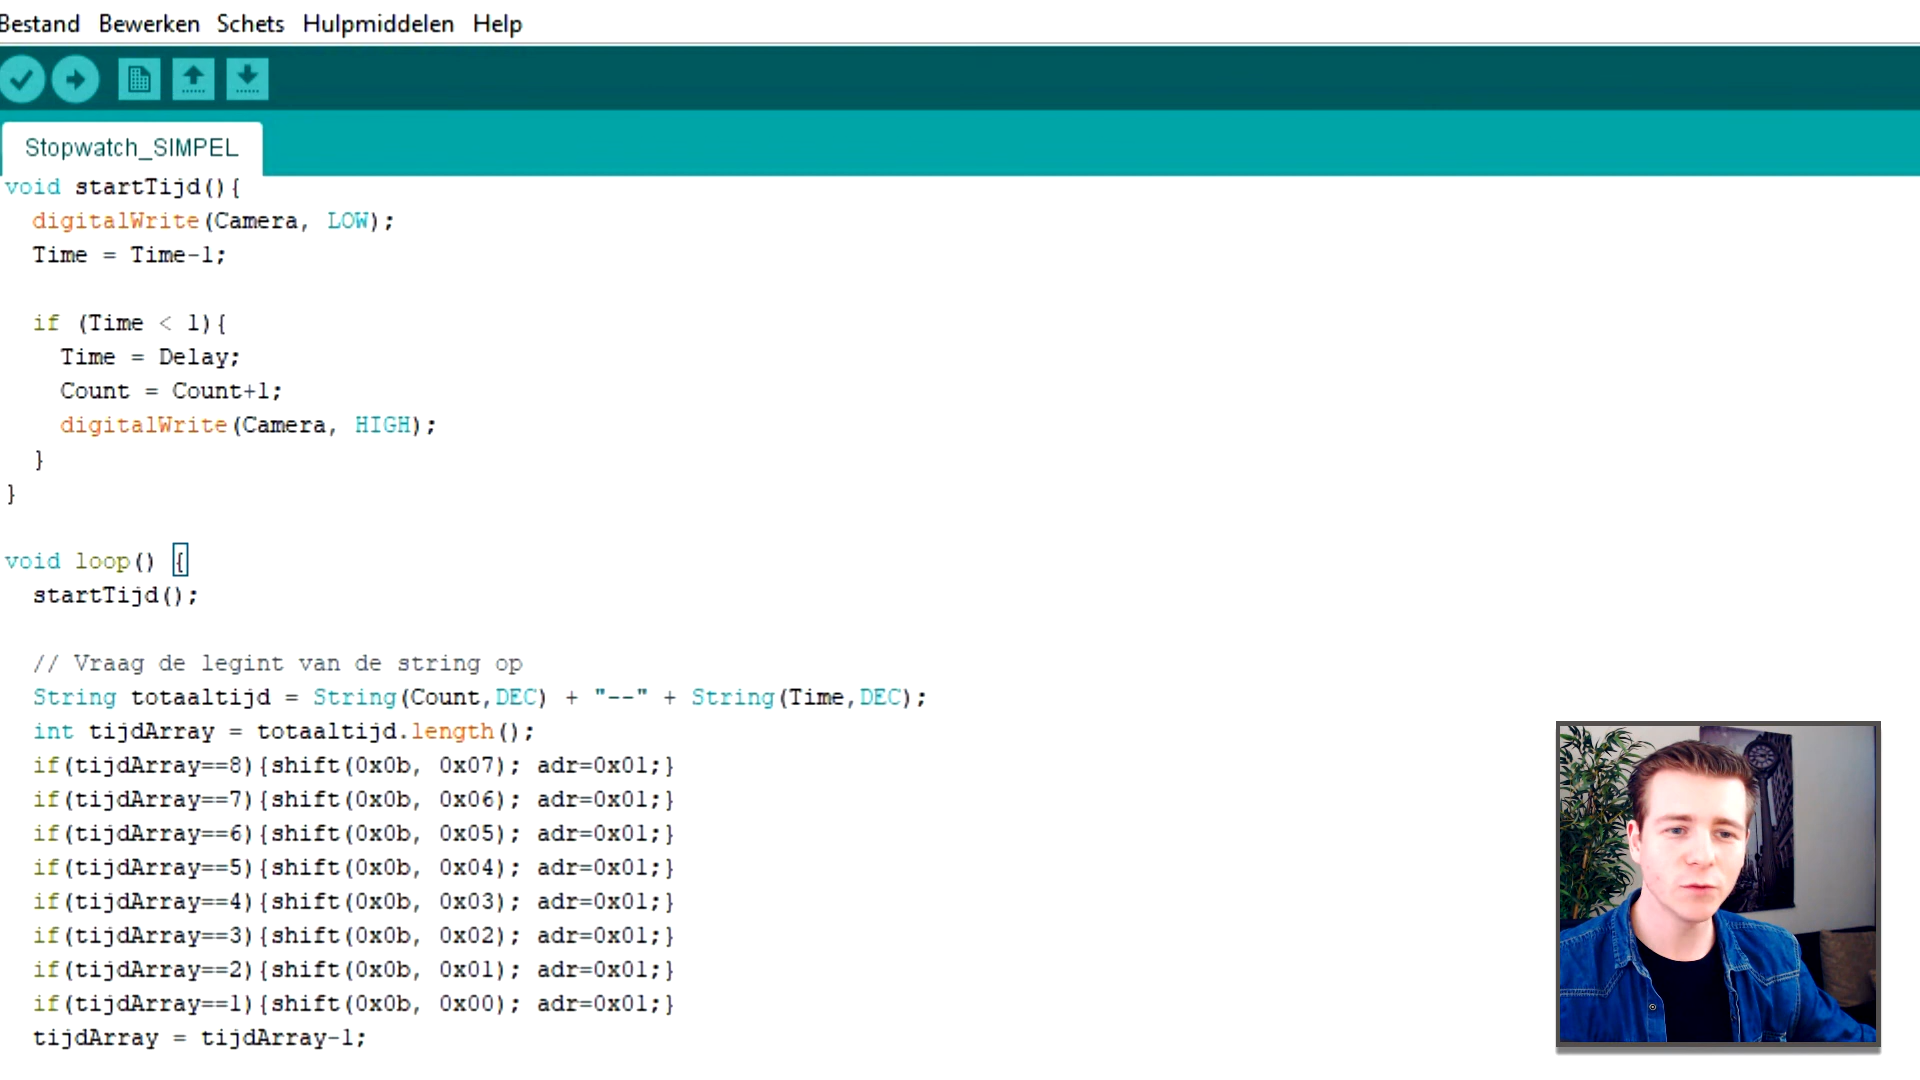 Bestand Bewerken Schets Hulpmiddelen Help
Stopwatch_SIMPEL
void startTijd(){
digitalWrite(Camera, LOW);
Time = Time-1;
if (Time < 1){
Time = Delay;
Count = Count+1;
digitalWrite(Camera, HIGH);
}
}
void loop() {
startTijd();
// Vraag de legint van de string op
String totaaltijd = String(Count,DEC) + "--" + String(Time,DEC);
int tijdArray = totaaltijd.length();
if(tijdArray==8){shift(0x0b, 0x07); adr=0x01;}
if(tijdArray==7){shift(0x0b, 0x06); adr=0x01;}
if(tijdArray==6){shift(0x0b, 0x05); adr=0x01;}
if(tijdArray==5){shift(0x0b, 0x04); adr=0x01;}
if(tijdArray==4){shift(0x0b, 0x03); adr=0x01;}
if(tijdArray==3){shift(0x0b, 0x02); adr=0x01;}
if(tijdArray==2){shift(0x0b, 0x01); adr=0x01;}
if(tijdArray==1){shift(0x0b, 0x00); adr=0x01;}
tijdArray = tijdArray-1;